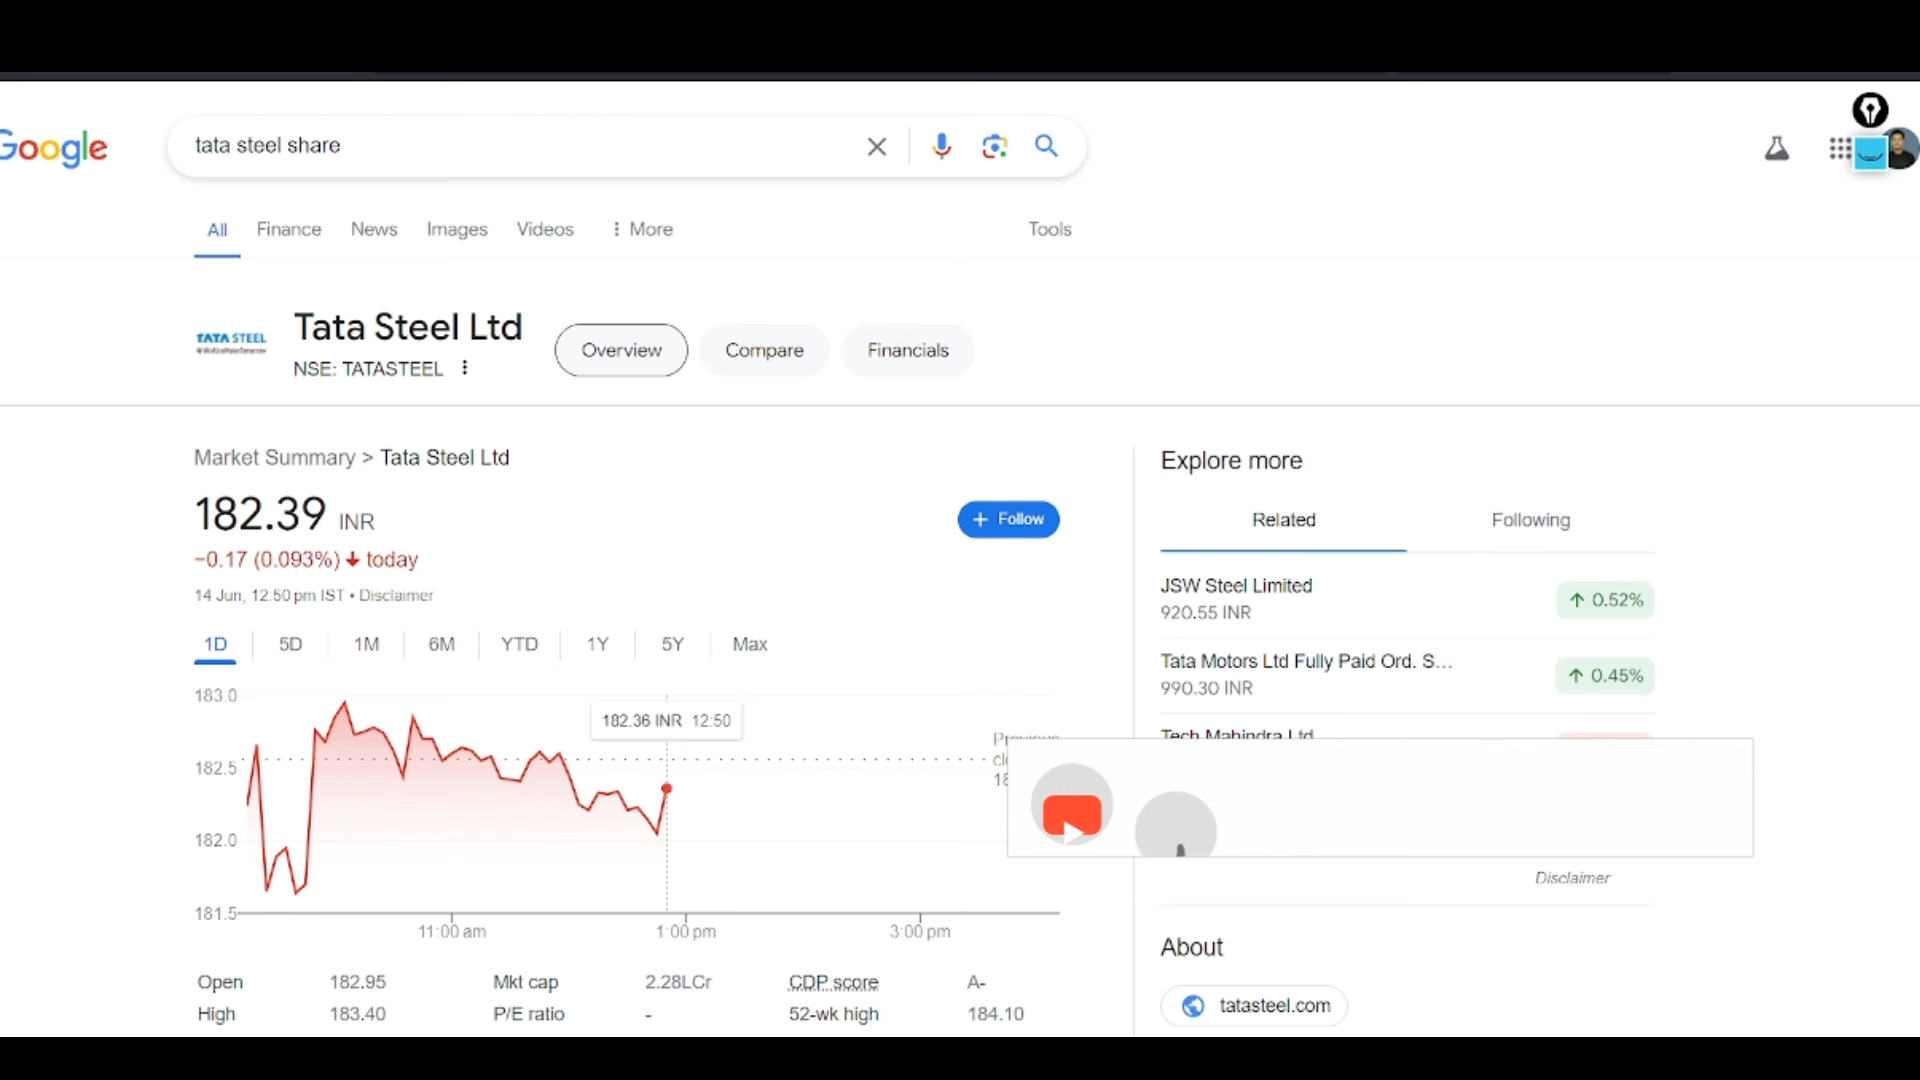 Google
tata steel share
All Finance News Images Videos More Tools
TATA STEEL
Tata Steel Ltd
NSE: TATASTEEL
Overview Compare Financials
Market Summary > Tata Steel Ltd
182.39 INR
+ Follow
−0.17 (0.093%) ↓ today
14 Jun, 12:50 pm IST • Disclaimer
1D 5D 1M 6M YTD 1Y 5Y Max
183.0
182.5
182.0
181.5
182.36 INR 12:50
Previous
11:00 am 1:00 pm 3:00 pm
Open 182.95 Mkt cap 2.28LCr CDP score A-
High 183.40 P/E ratio - 52-wk high 184.10
Explore more
Related Following
JSW Steel Limited
920.55 INR
↑ 0.52%
Tata Motors Ltd Fully Paid Ord. S...
990.30 INR
↑ 0.45%
Tech Mahindra Ltd
Disclaimer
About
tatasteel.com